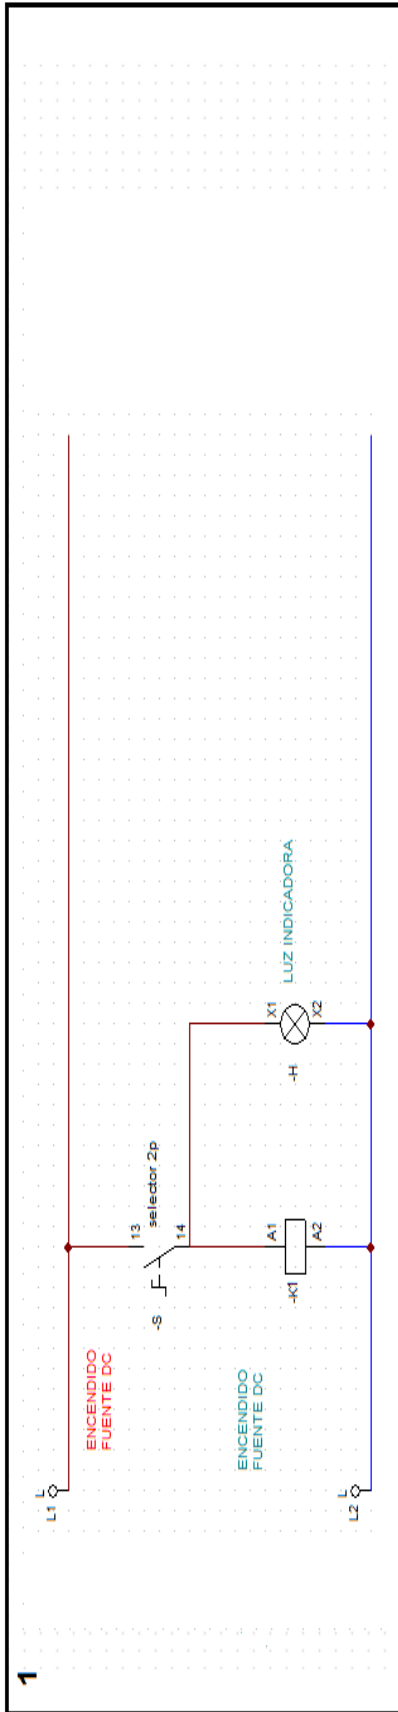 1
L1
L
ENCENDIDO
FUENTE DC
-S
13
selector 2p
14
ENCENDIDO
FUENTE DC
-K1
A1
A2
-H
X1
X2
LUZ INDICADORA
L2
L